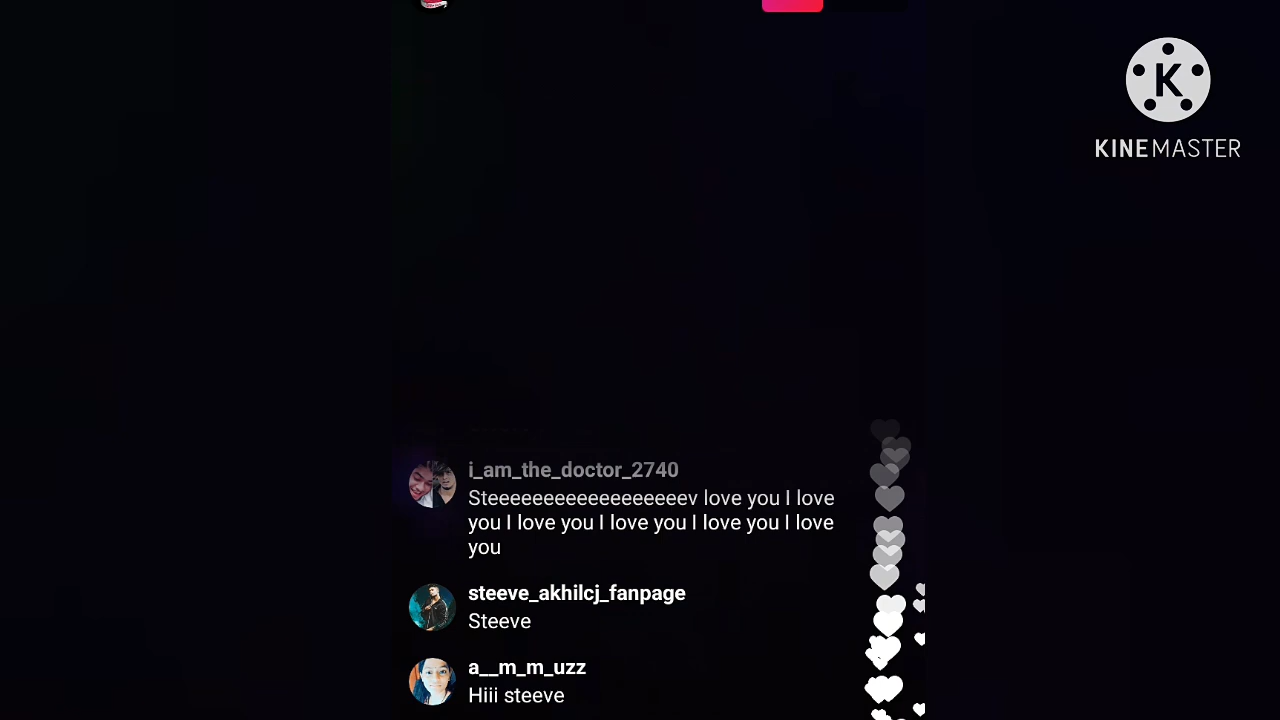 K
KINEMASTER
i_am_the_doctor_2740
Steeeeeeeeeeeeeeeeeev love you I love
you I love you I love you I love you I love
you
steeve_akhilcj_fanpage
Steeve
a__m_m_uzz
Hiii steeve